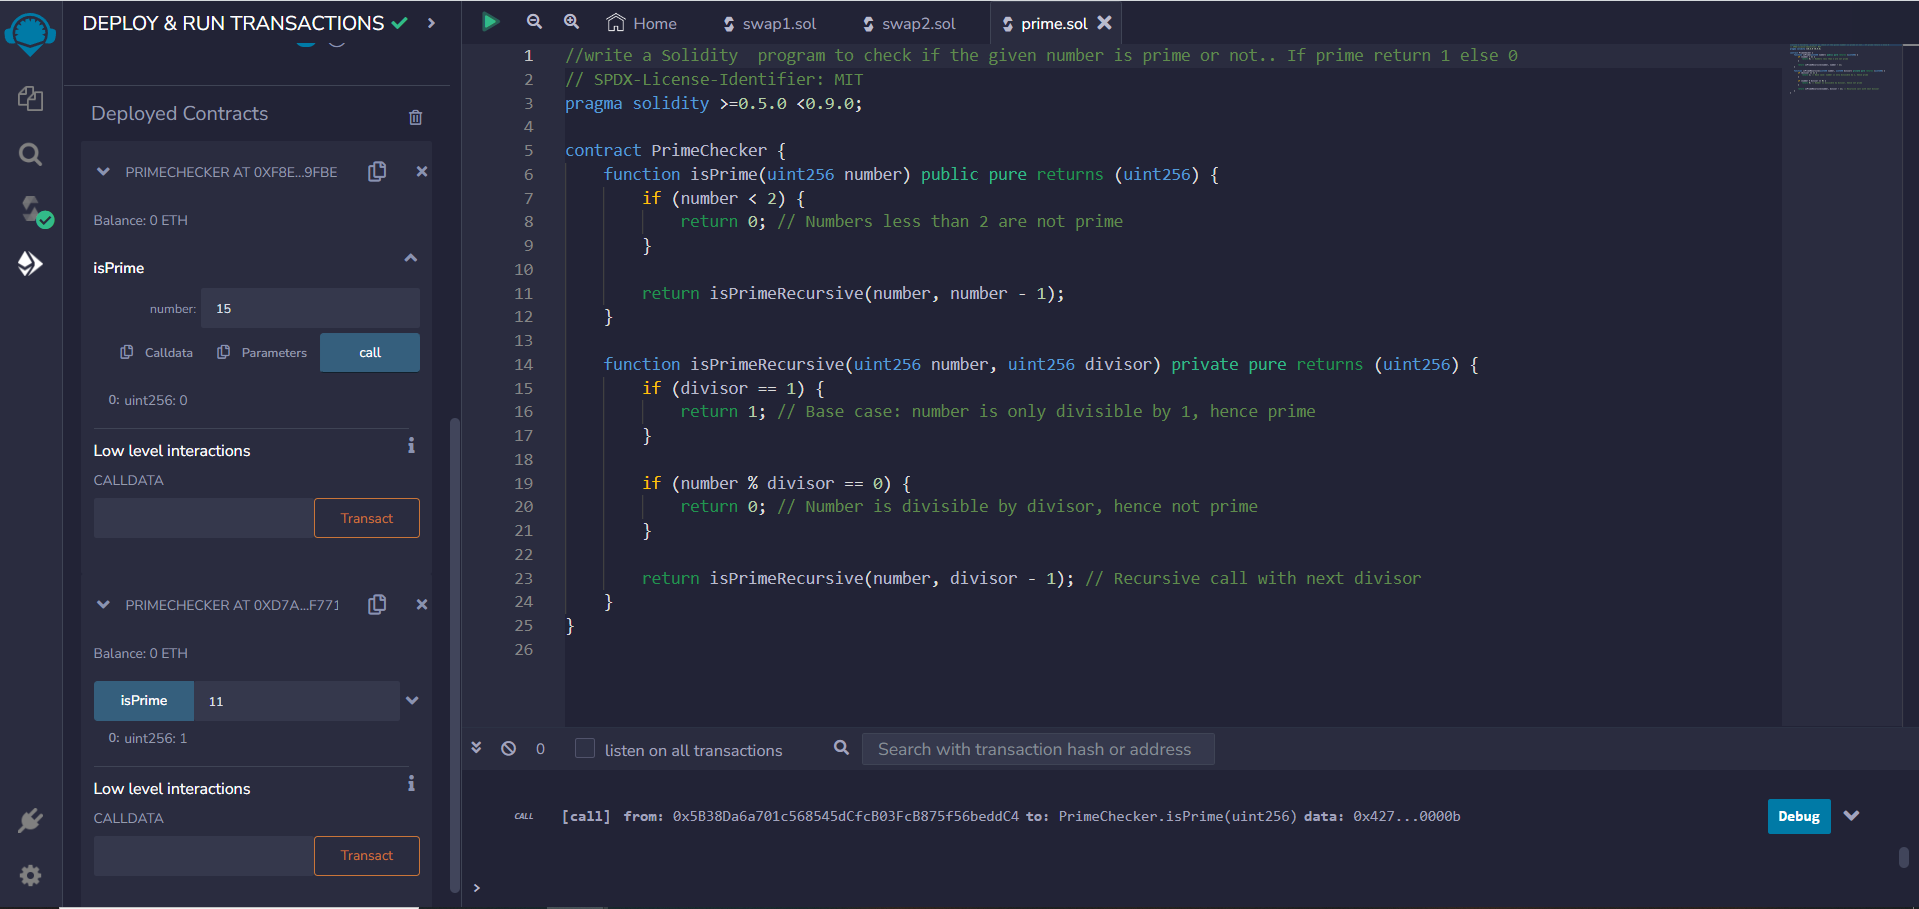 DEPLOY & RUN TRANSACTIONS
Deployed Contracts
PRIMECHECKER AT 0XF8E...9FBE
Balance: 0 ETH
isPrime
number: 15
Calldata Parameters call
0: uint256: 0
Low level interactions
CALLDATA
Transact
PRIMECHECKER AT 0XD7A...F771
Balance: 0 ETH
isPrime 11
0: uint256: 1
Low level interactions
CALLDATA
Transact
Home swap1.sol swap2.sol prime.sol
1 //write a Solidity  program to check if the given number is prime or not.. If prime return 1 else 0
2 // SPDX-License-Identifier: MIT
3 pragma solidity >=0.5.0 <0.9.0;
4
5 contract PrimeChecker {
6 function isPrime(uint256 number) public pure returns (uint256) {
7 if (number < 2) {
8 return 0; // Numbers less than 2 are not prime
9 }
10
11 return isPrimeRecursive(number, number - 1);
12 }
13
14 function isPrimeRecursive(uint256 number, uint256 divisor) private pure returns (uint256) {
15 if (divisor == 1) {
16 return 1; // Base case: number is only divisible by 1, hence prime
17 }
18
19 if (number % divisor == 0) {
20 return 0; // Number is divisible by divisor, hence not prime
21 }
22
23 return isPrimeRecursive(number, divisor - 1); // Recursive call with next divisor
24 }
25 }
26
0 listen on all transactions Search with transaction hash or address
CALL [call] from: 0x5B38Da6a701c568545dCfcB03FcB875f56beddC4 to: PrimeChecker.isPrime(uint256) data: 0x427...0000b Debug
>